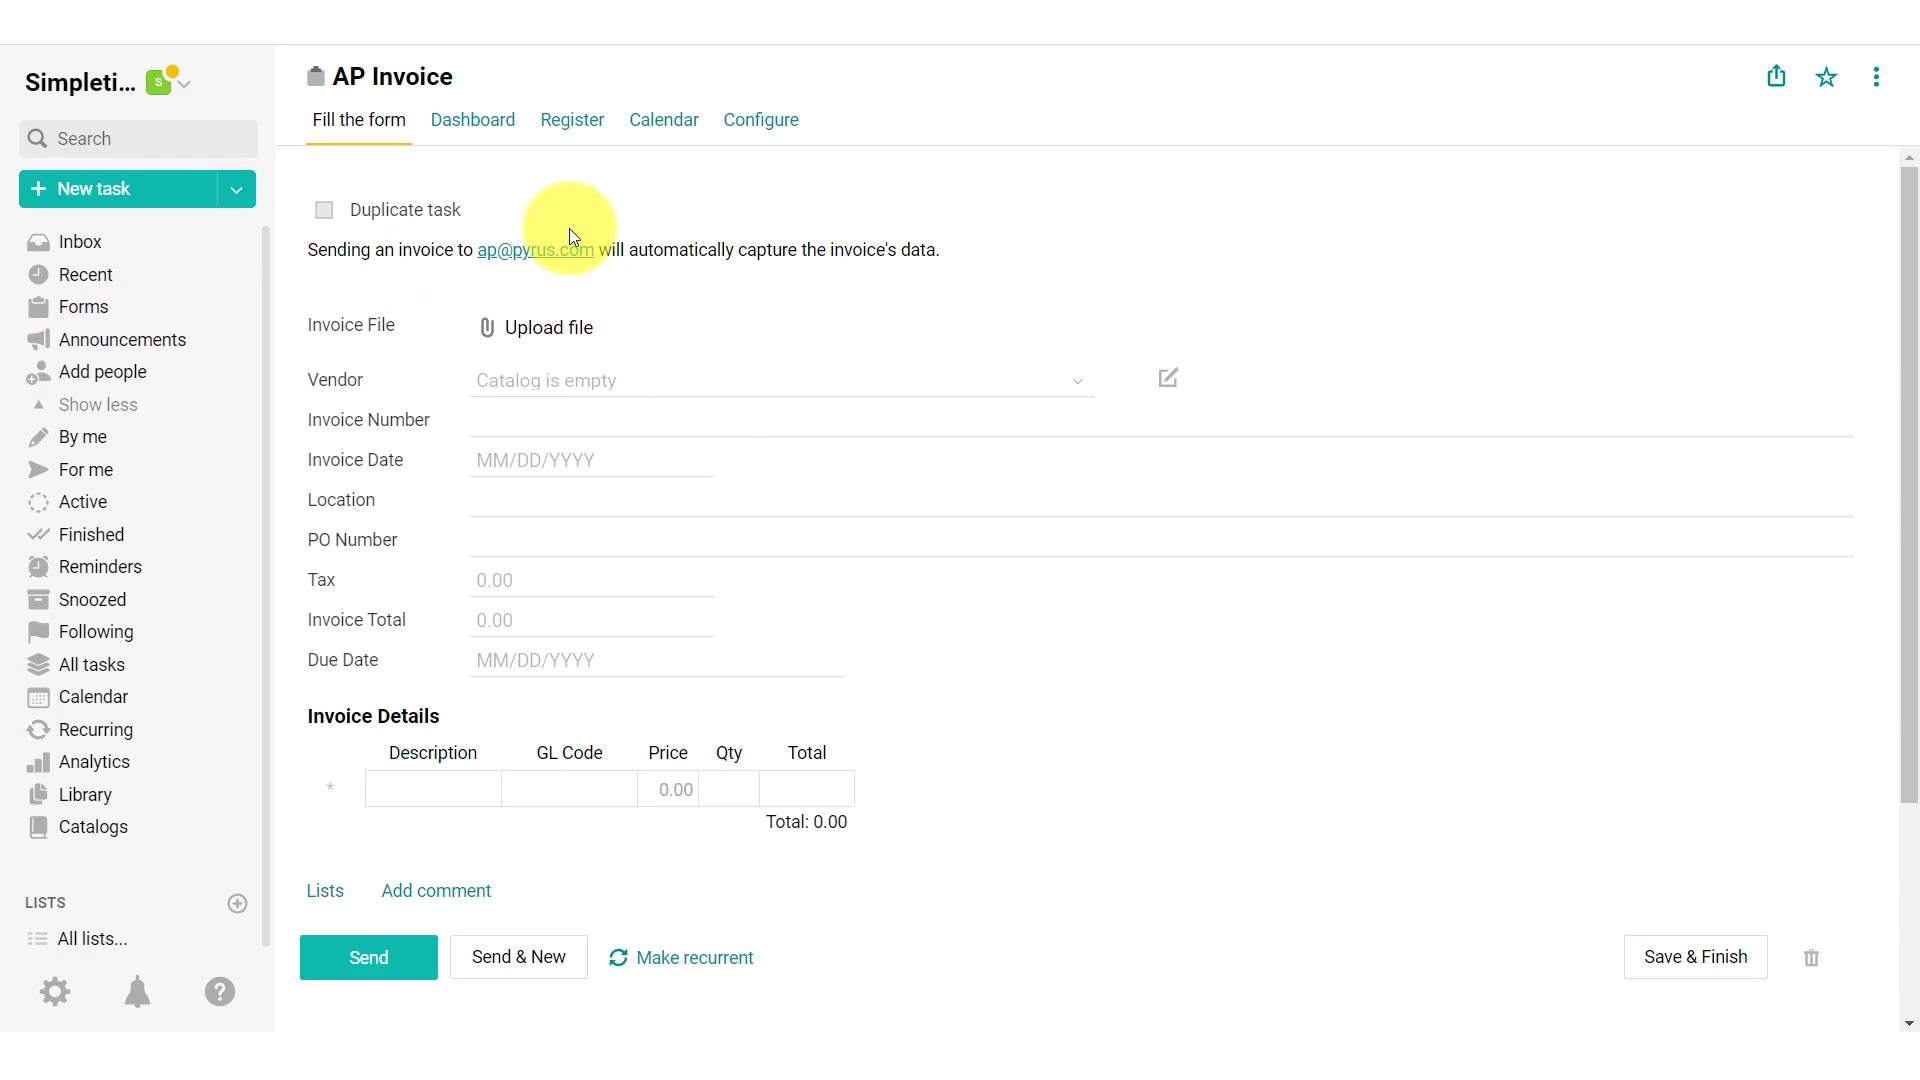 Simpleti... S
Search
New task
Inbox
Recent
Forms
Announcements
Add people
Show less
By me
For me
Active
Finished
Reminders
Snoozed
Following
All tasks
Calendar
Recurring
Analytics
Library
Catalogs
LISTS
All lists...
AP Invoice
Fill the form Dashboard Register Calendar Configure
Duplicate task
Sending an invoice to ap@pyrus.com will automatically capture the invoice's data.
Invoice File Upload file
Vendor Catalog is empty
Invoice Number
Invoice Date MM/DD/YYYY
Location
PO Number
Tax 0.00
Invoice Total 0.00
Due Date MM/DD/YYYY
Invoice Details
Description GL Code Price Qty Total
* 0.00
Total: 0.00
Lists Add comment
Send Send & New Make recurrent Save & Finish